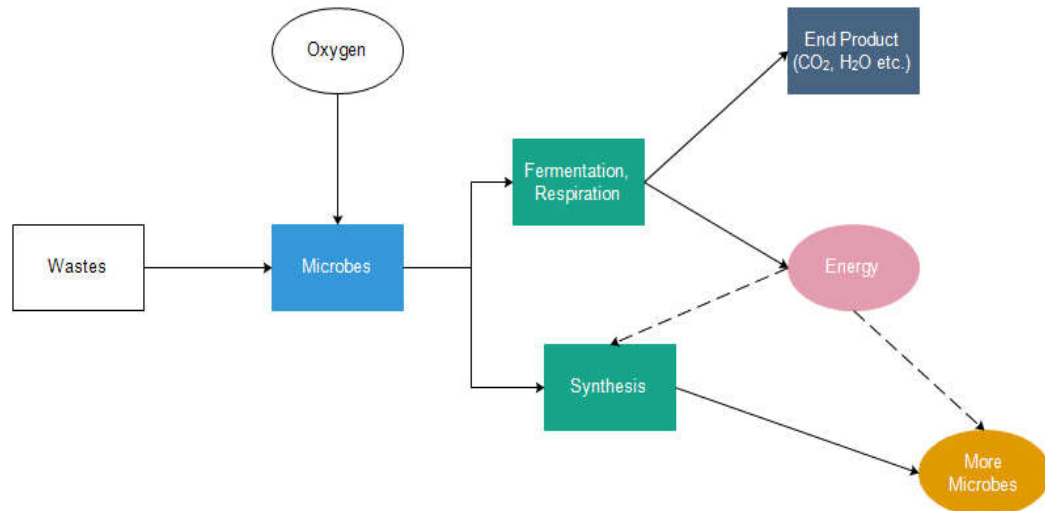 Oxygen
End Product
(CO₂, H₂O etc.)
Fermentation,
Respiration
Wastes
Microbes
Energy
Synthesis
More
Microbes